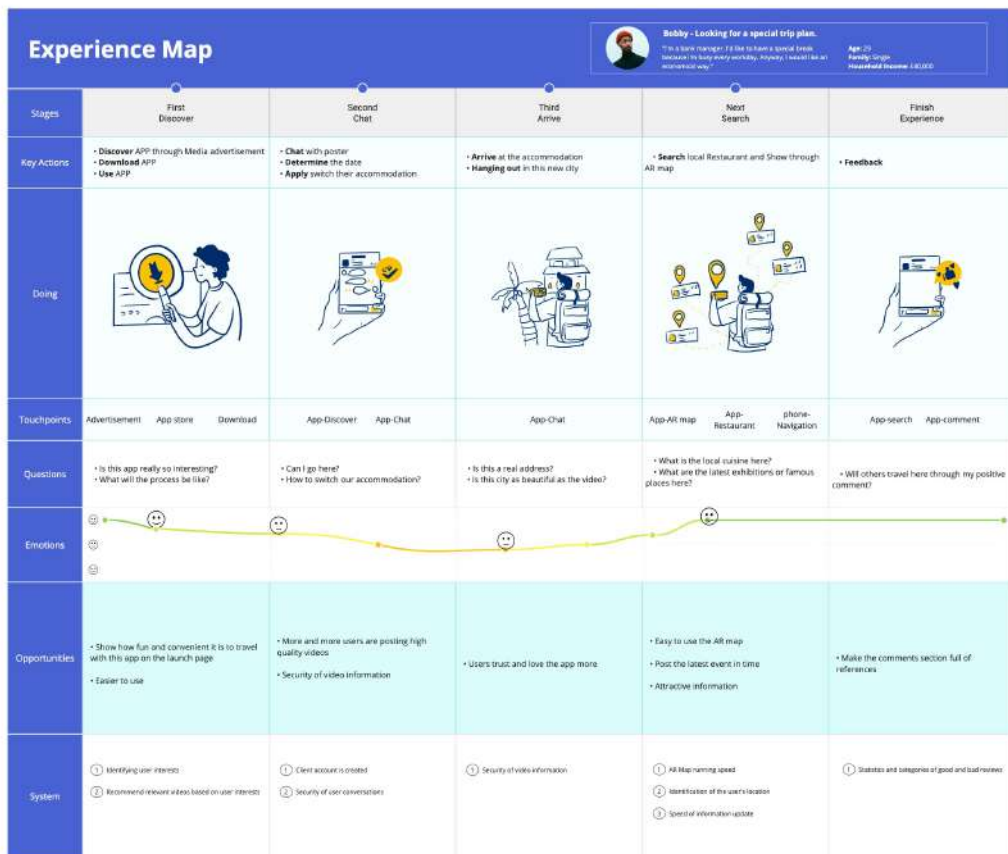 Experience Map
Bobby - Looking for a special trip plan.
"I'm a bank manager. I'd like to have a special break
because I'm busy every workday. Anyway, I would like an
economical way."
Age: 29
Family: Single
Household Income: £40,000
Stages
First
Discover
Second
Chat
Third
Arrive
Next
Search
Finish
Experience
Key Actions
• Discover APP through Media advertisement
• Download APP
• Use APP
• Chat with poster
• Determine the date
• Apply switch their accommodation
• Arrive at the accommodation
• Hanging out in this new city
• Search local Restaurant and Show through
AR map
• Feedback
Doing
Touchpoints
Advertisement
App store
Download
App-Discover
App-Chat
App-Chat
App-AR map
App-
Restaurant
phone-
Navigation
App-search
App-comment
Questions
• Is this app really so interesting?
• What will the process be like?
• Can I go here?
• How to switch our accommodation?
• Is this a real address?
• Is this city as beautiful as the video?
• What is the local cuisine here?
• What are the latest exhibitions or famous
places here?
• Will others travel here through my positive
comment?
Emotions
Opportunities
• Show how fun and convenient it is to travel
with this app on the launch page
• Easier to use
• More and more users are posting high
quality videos
• Security of video information
• Users trust and love the app more
• Easy to use the AR map
• Post the latest event in time
• Attractive information
• Make the comments section full of
references
System
1 Identifying user interests
2 Recommend relevant videos based on user interests
1 Client account is created
2 Security of user conversations
1 Security of video information
1 AR Map running speed
2 Identification of the user's location
3 Speed of information update
1 Statistics and categories of good and bad reviews